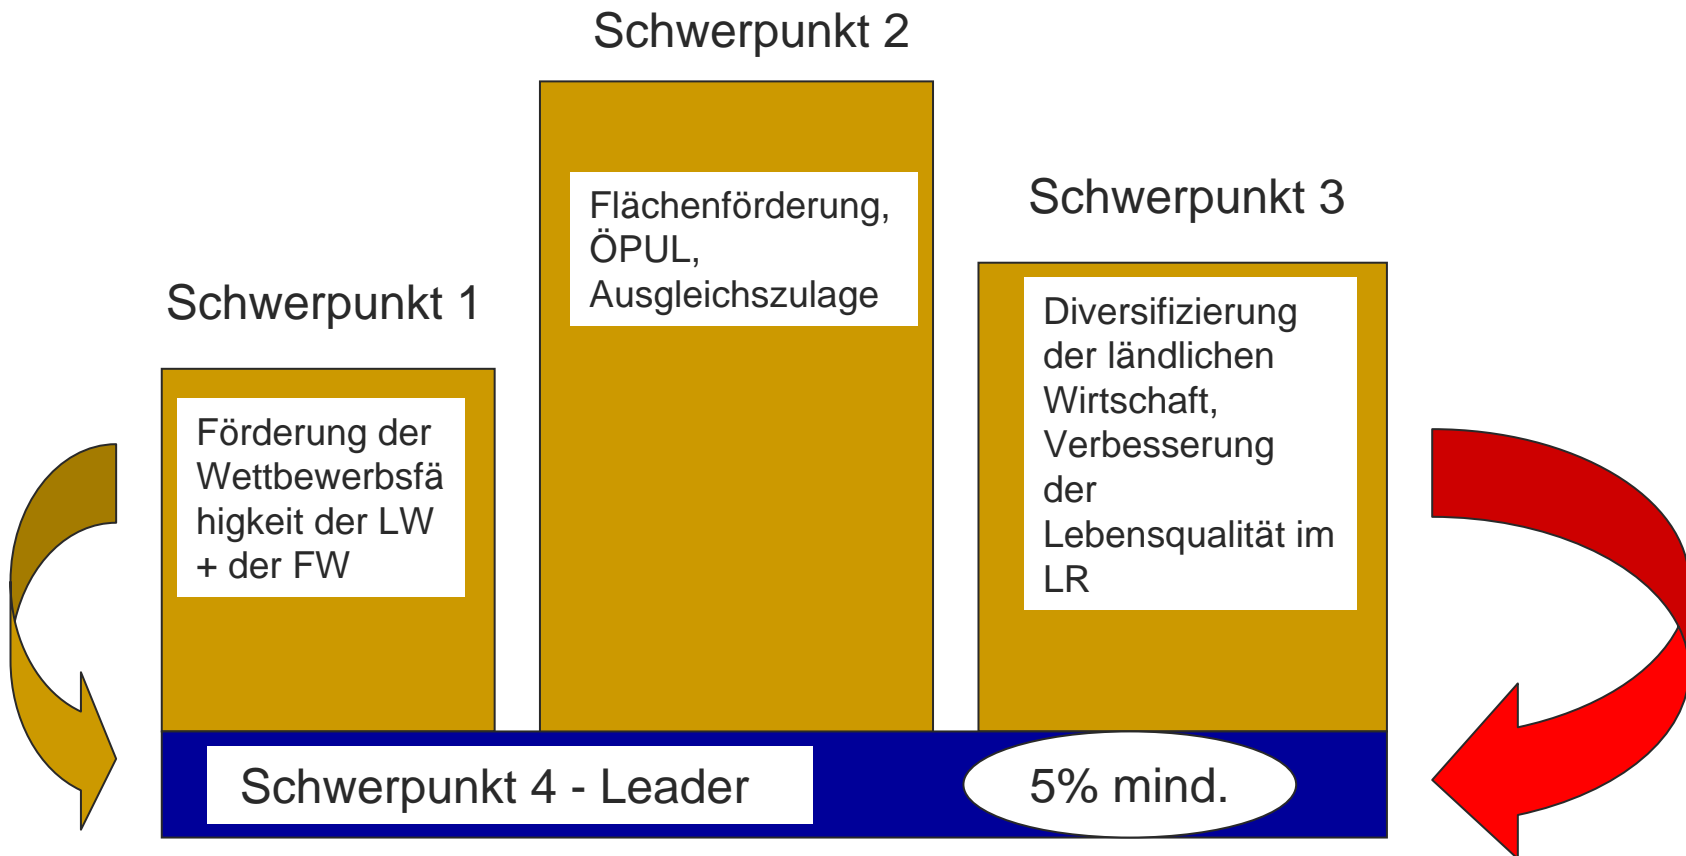 Schwerpunkt 2
Schwerpunkt 3
Schwerpunkt 1
Flächenförderung,
ÖPUL,
Ausgleichszulage
Diversifizierung
der ländlichen
Wirtschaft,
Verbesserung
der
Lebensqualität im
LR
Förderung der
Wettbewerbsfä
higkeit der LW
+ der FW
Schwerpunkt 4 - Leader
5% mind.